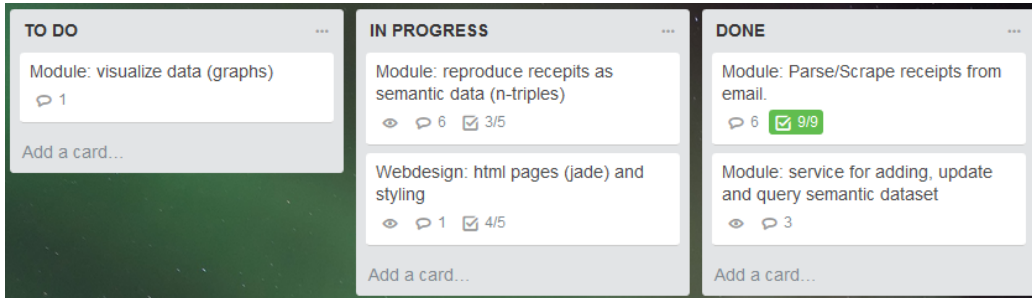 TO DO
Module: visualize data (graphs)
1
Add a card...
IN PROGRESS
Module: reproduce recepits as
semantic data (n-triples)
6 3/5
Webdesign: html pages (jade) and
styling
1 4/5
Add a card...
DONE
Module: Parse/Scrape receipts from
email.
6 9/9
Module: service for adding, update
and query semantic dataset
3
Add a card...